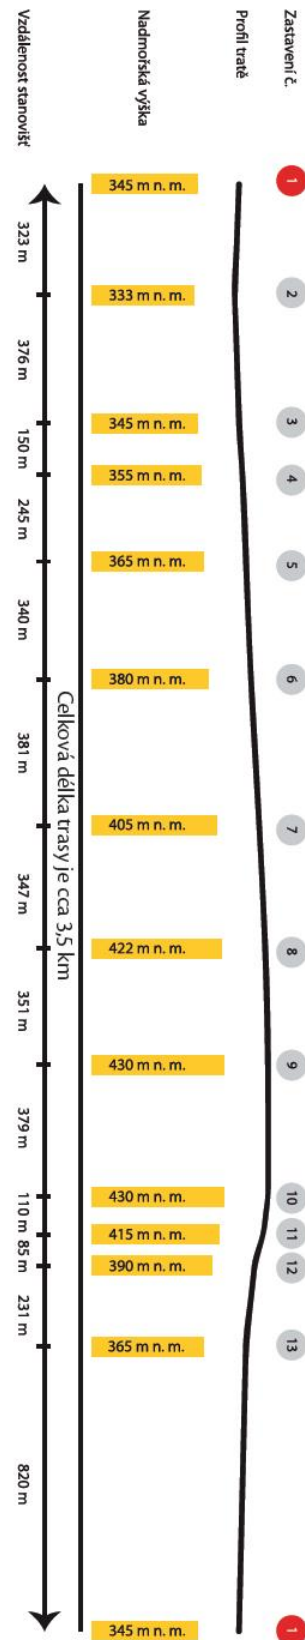 Zastavení č.
1
2
3
4
5
6
7
8
9
10
11
12
13
1
Profil tratě
Nadmořská výška
345 m n. m.
333 m n. m.
345 m n. m.
355 m n. m.
365 m n. m.
380 m n. m.
405 m n. m.
422 m n. m.
430 m n. m.
430 m n. m.
415 m n. m.
390 m n. m.
365 m n. m.
345 m n. m.
Celková délka trasy je cca 3,5 km
Vzdálenost stanovišť
323 m
376 m
150 m
245 m
340 m
381 m
347 m
351 m
379 m
110 m
85 m
231 m
820 m